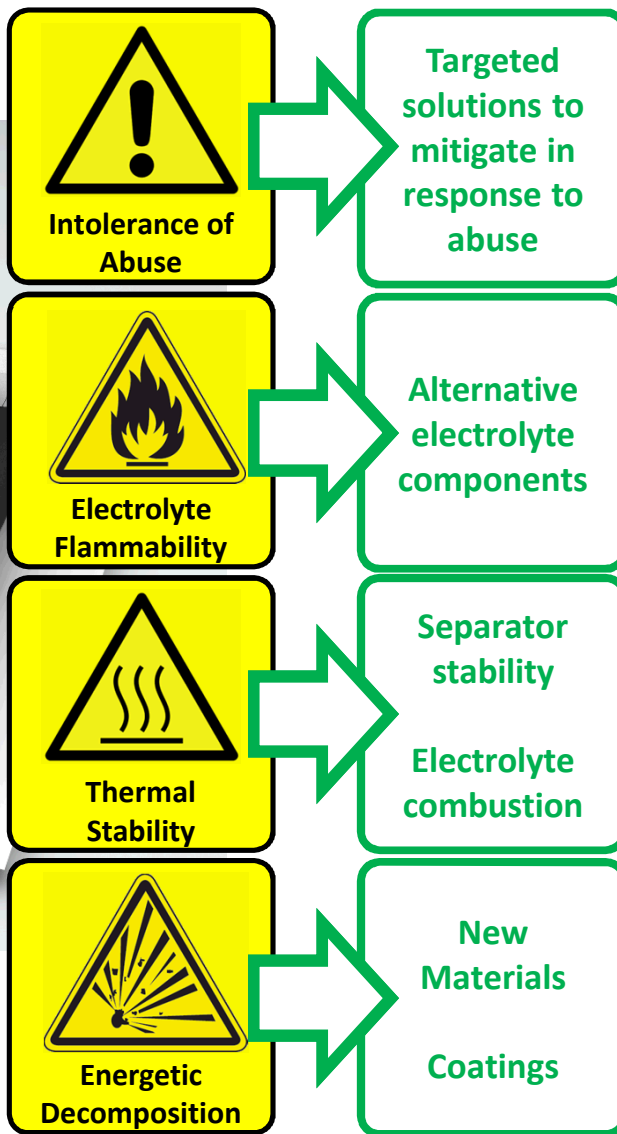 Intolerance of
Abuse
Targeted
solutions to
mitigate in
response to
abuse
Electrolyte
Flammability
Alternative
electrolyte
components
Thermal
Stability
Separator
stability
Electrolyte
combustion
Energetic
Decomposition
New
Materials
Coatings